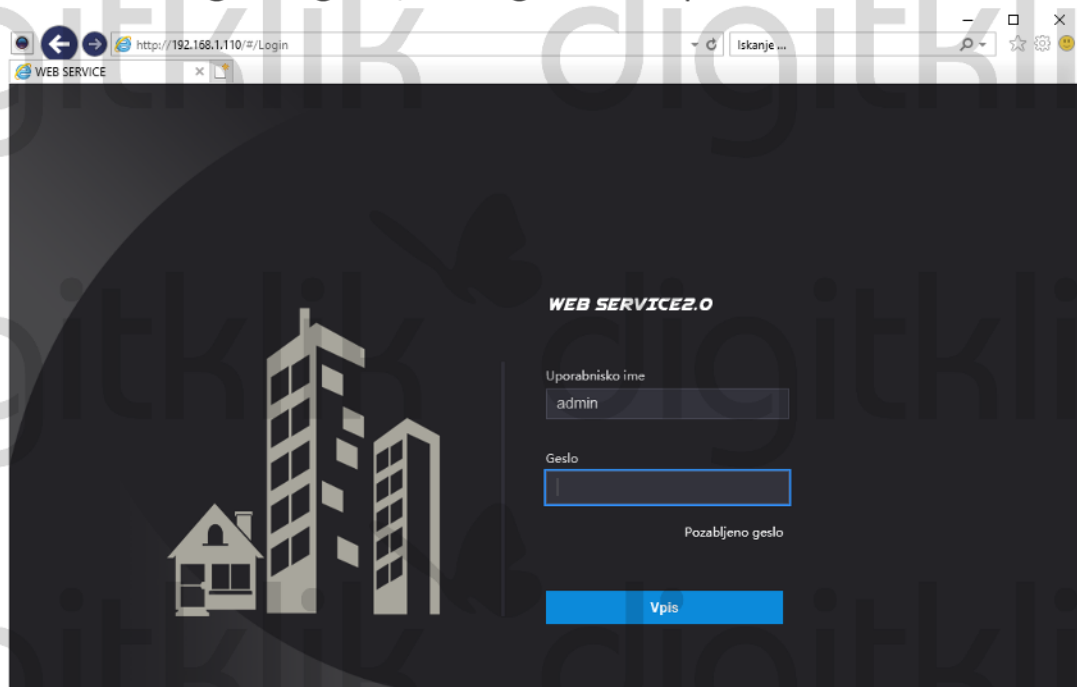 http://192.168.1.110/#/Login
Iskanje ...
WEB SERVICE
WEB SERVICE2.0
Uporabnisko ime
admin
Geslo
Pozabljeno geslo
Vpis
digitklik